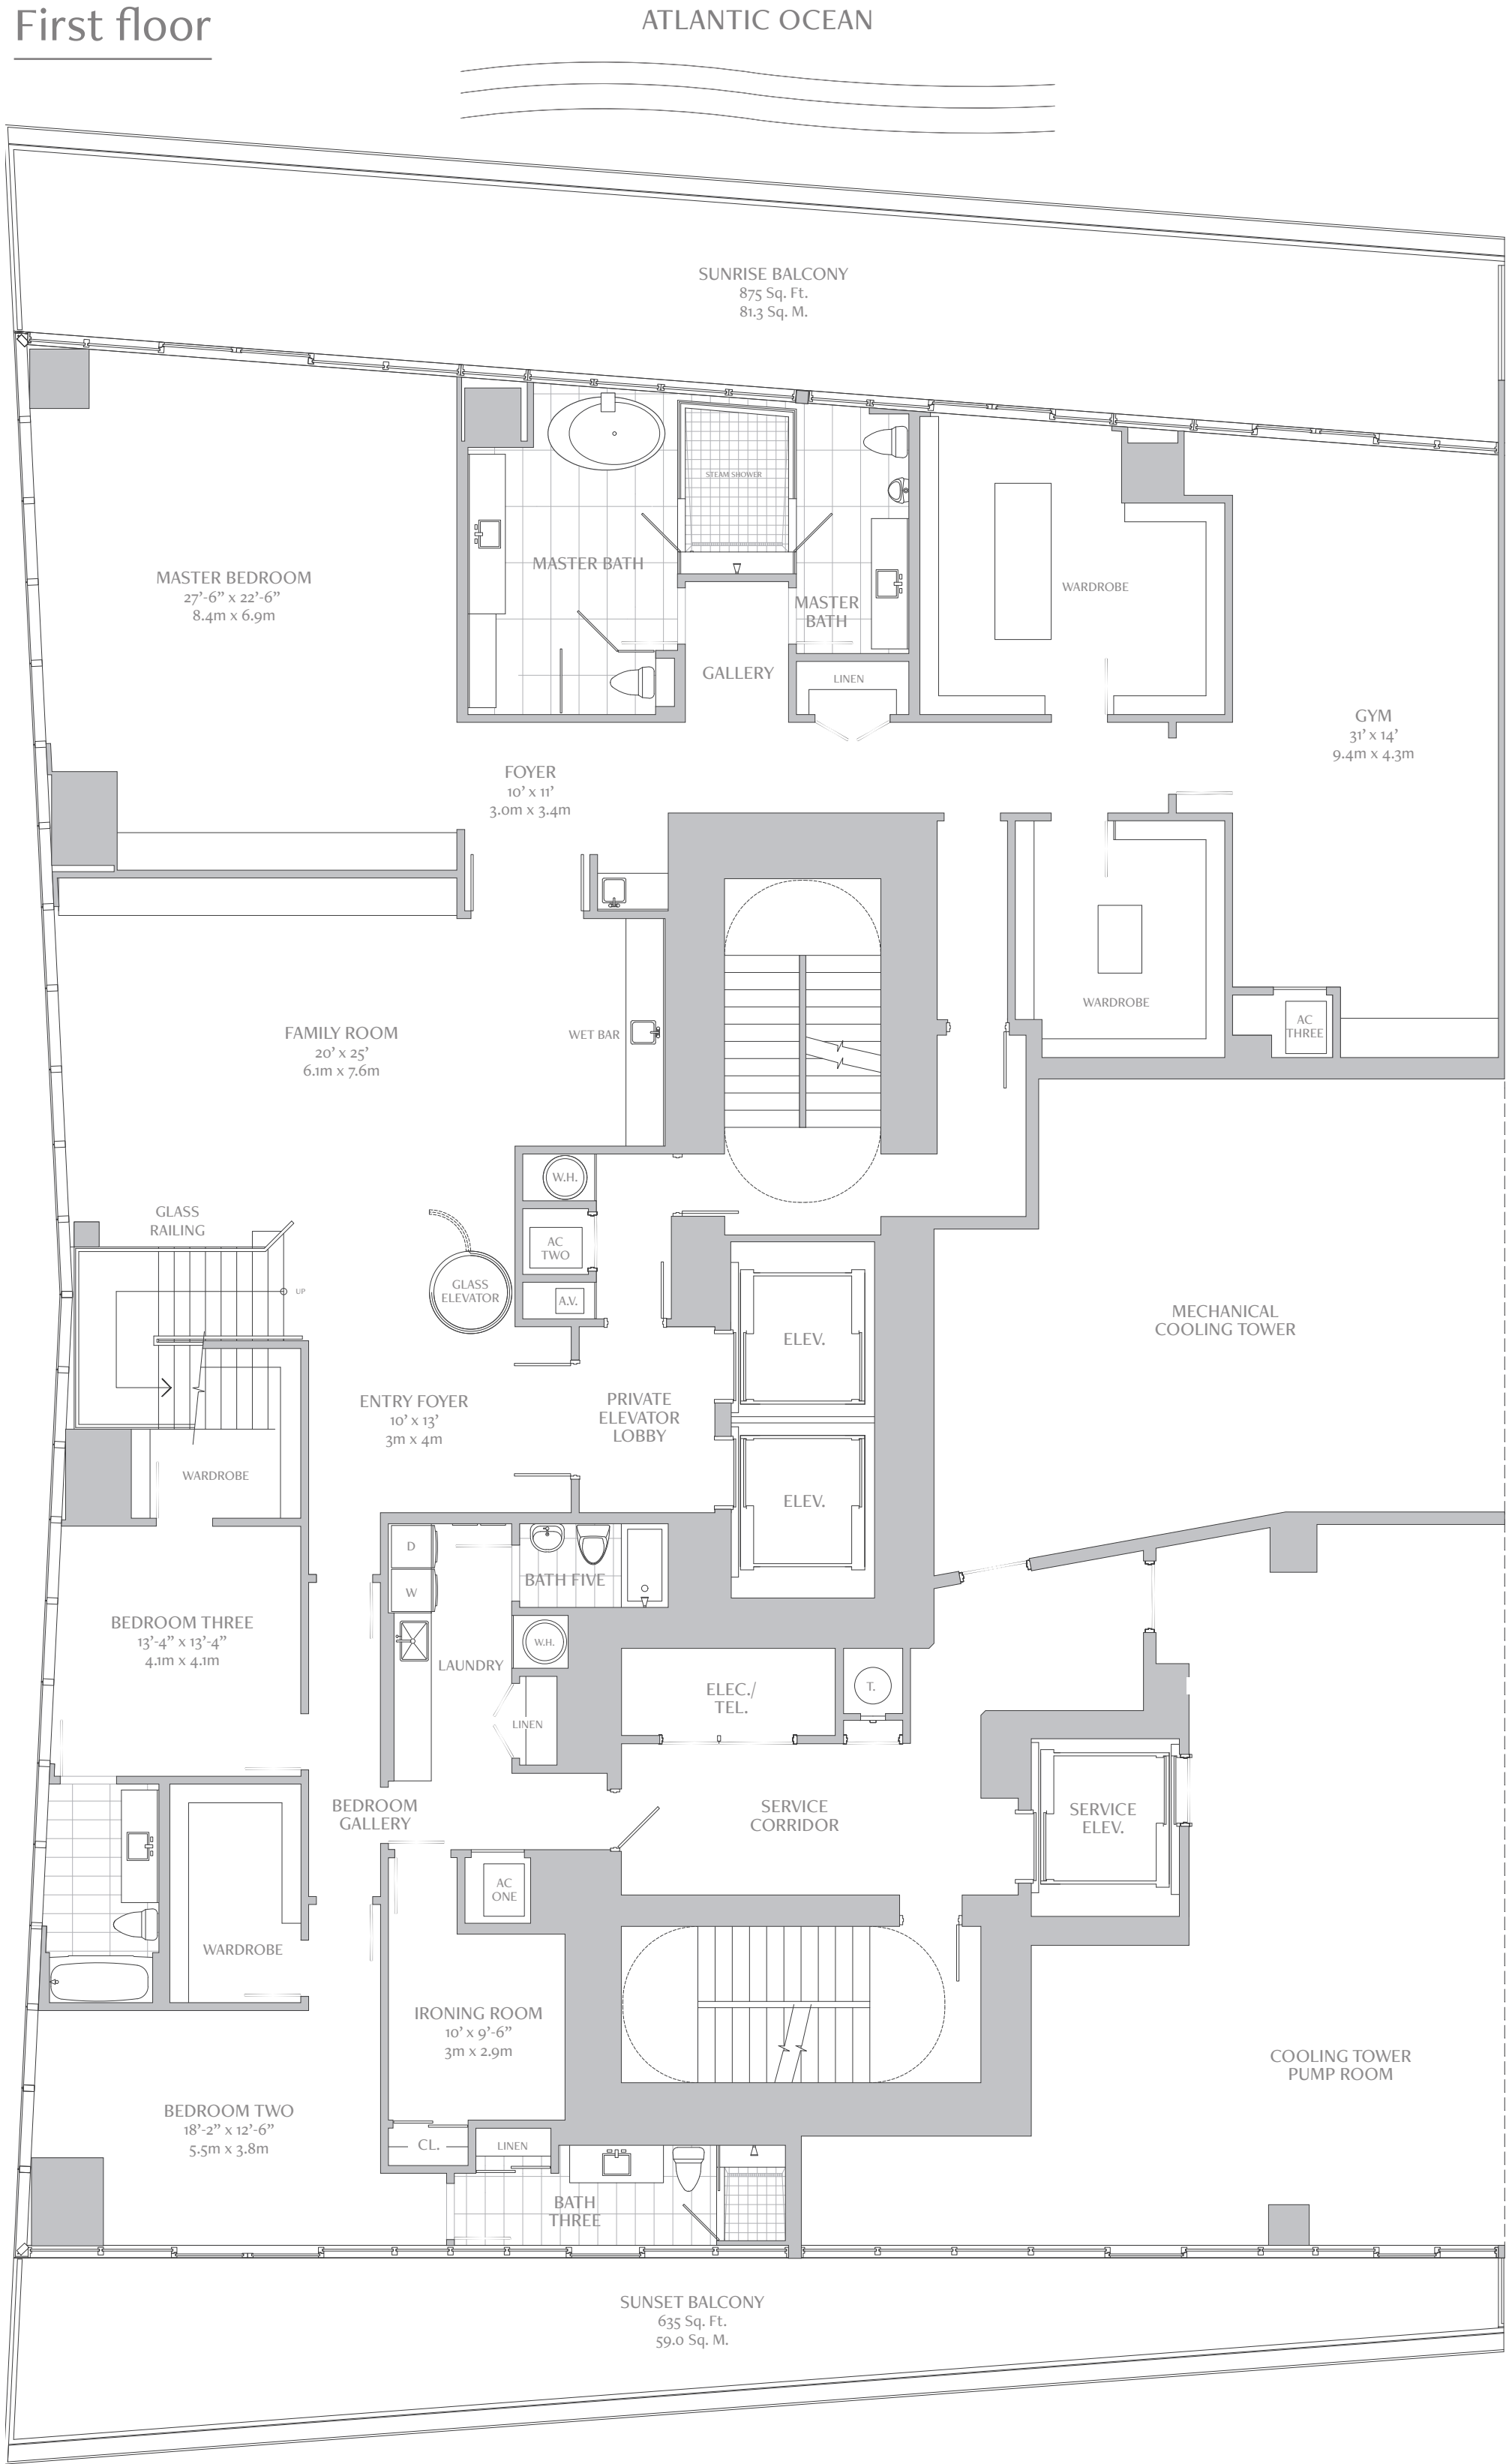 First floor
ATLANTIC OCEAN
SUNRISE BALCONY
875 Sq. Ft.
81.3 Sq. M.
STEAM SHOWER
MASTER BATH
MASTER BEDROOM
27'-6" x 22'-6"
8.4m x 6.9m
MASTER
BATH
WARDROBE
GALLERY
LINEN
GYM
31' x 14'
9.4m x 4.3m
FOYER
10' x 11'
3.0m x 3.4m
FAMILY ROOM
20' x 25'
6.1m x 7.6m
WET BAR
WARDROBE
AC
THREE
W.H.
GLASS
RAILING
AC
TWO
GLASS
ELEVATOR
UP
A.V.
ELEV.
MECHANICAL
COOLING TOWER
ENTRY FOYER
10' x 13'
3m x 4m
PRIVATE
ELEVATOR
LOBBY
WARDROBE
ELEV.
D
W
BATH FIVE
BEDROOM THREE
13'-4" x 13'-4"
4.1m x 4.1m
W.H.
LAUNDRY
ELEC./
TEL.
T.
LINEN
BEDROOM
GALLERY
SERVICE
CORRIDOR
SERVICE
ELEV.
AC
ONE
WARDROBE
IRONING ROOM
10' x 9'-6"
3m x 2.9m
COOLING TOWER
PUMP ROOM
BEDROOM TWO
18'-2" x 12'-6"
5.5m x 3.8m
CL.
LINEN
BATH
THREE
SUNSET BALCONY
635 Sq. Ft.
59.0 Sq. M.